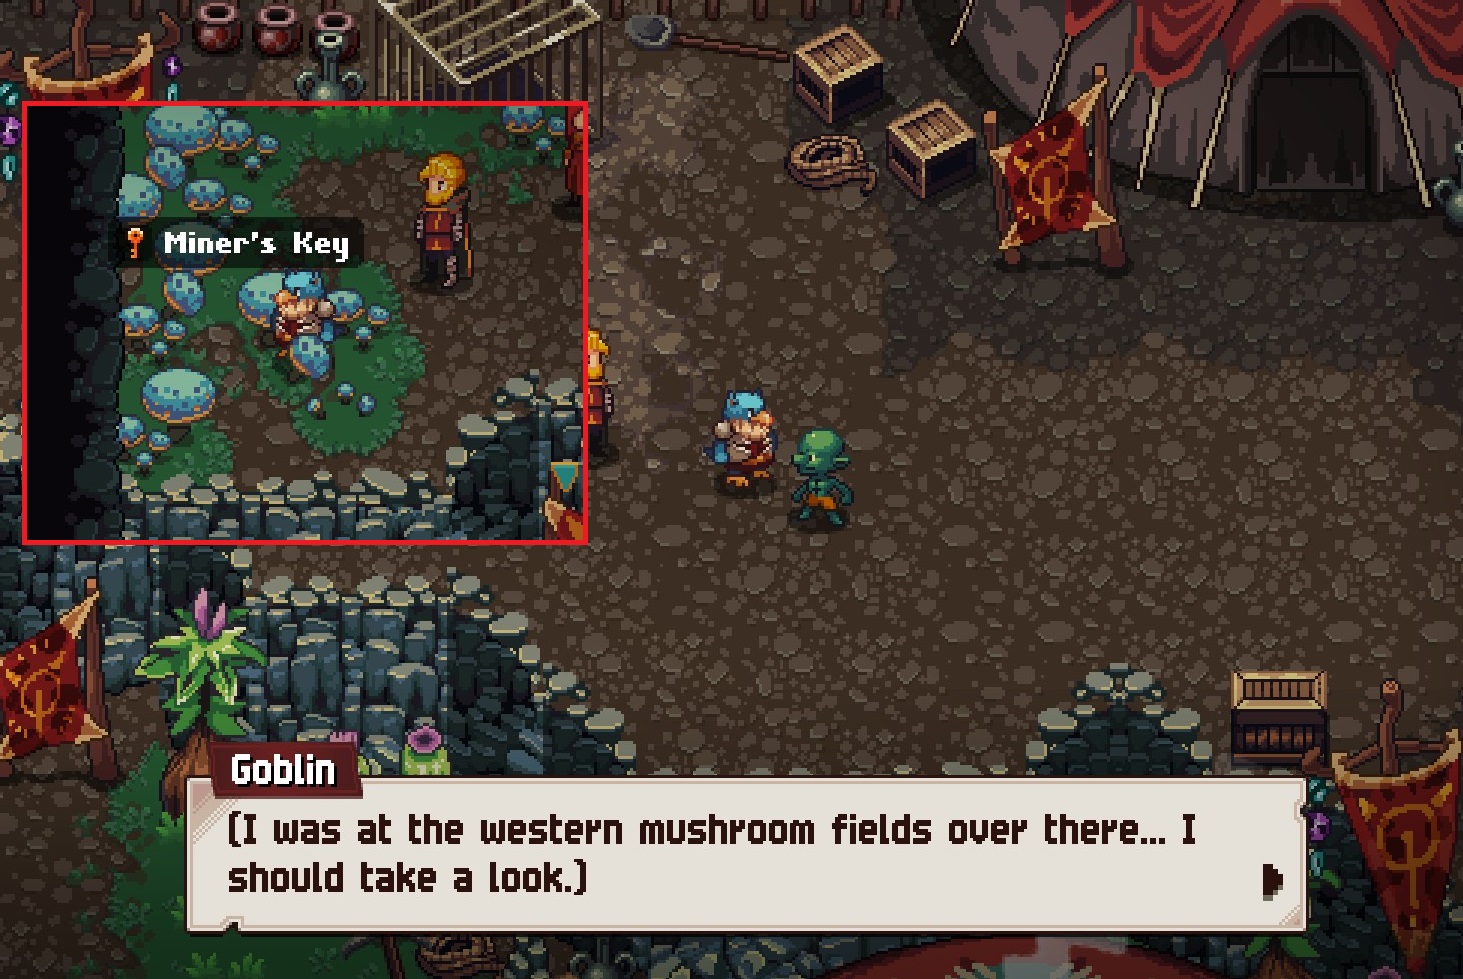 Miner's Key
Goblin
(I was at the western mushroom fields over there... I
should take a look.)